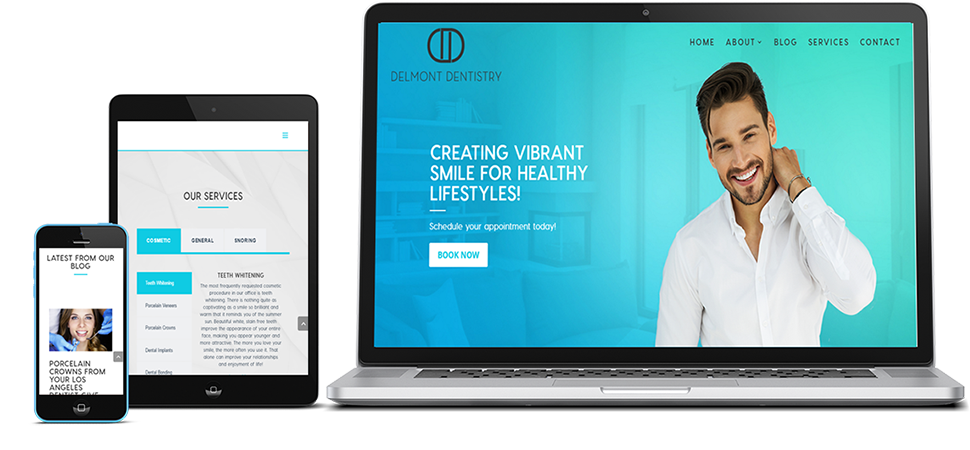 LATEST FROM OUR
BLOG
PORCELAIN
CROWNS FROM
YOUR LOS
ANGELES
DENTIST GIVE
OUR SERVICES
COSMETIC GENERAL SNORING
Teeth Whitening
Porcelain Veneers
Porcelain Crowns
Dental Implants
Dental Bonding
TEETH WHITENING
The most frequently requested cosmetic
procedure in our office is teeth
whitening. There is nothing quite as
captivating as a smile so brilliant and
warm that it reminds you of the summer
sun. Beautiful white, stain free teeth
improve the appearance of your entire
face, making you appear younger and
more attractive. The more you love your
smile, the more often you use it. That
alone can improve your relationships
and enjoyment of life!
DELMONT DENTISTRY
HOME ABOUT BLOG SERVICES CONTACT
CREATING VIBRANT
SMILE FOR HEALTHY
LIFESTYLES!
Schedule your appointment today!
BOOK NOW